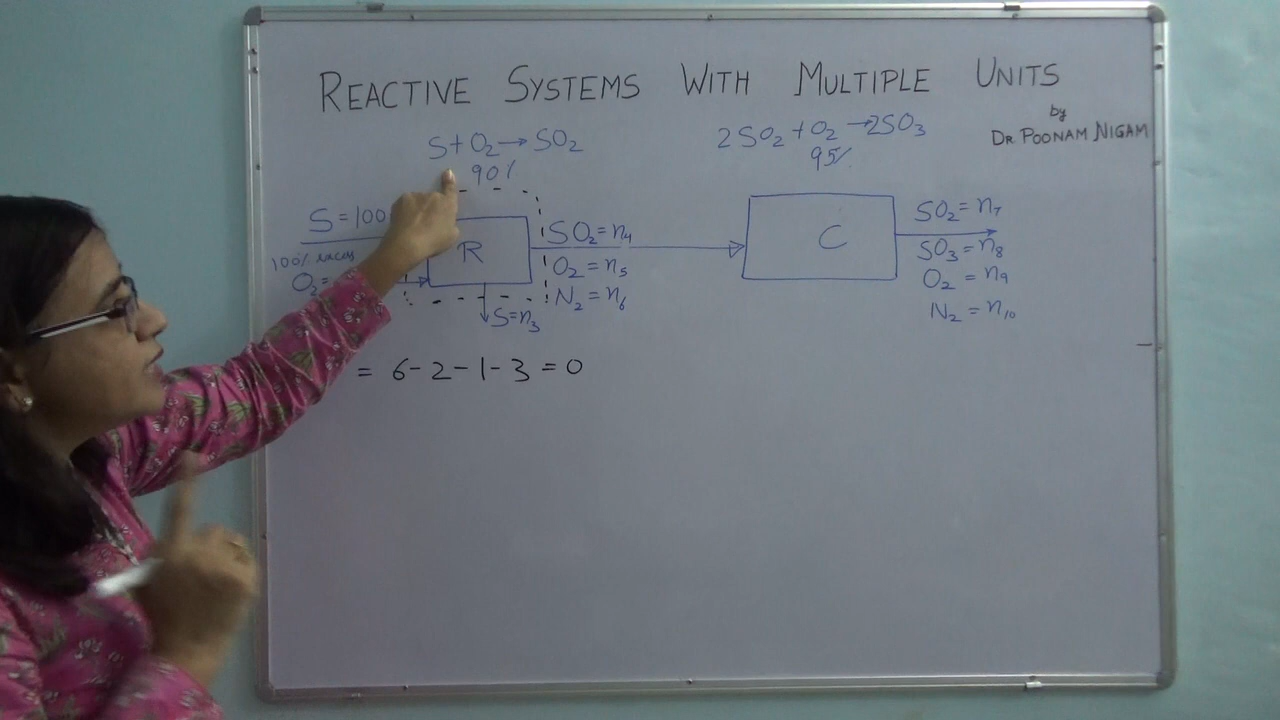 REACTIVE SYSTEMS WITH MULTIPLE UNITS
by
DR POONAM NIGAM
S + O2 → SO2
90%
2SO2 + O2 → 2SO3
95%
S = 100
100%
R
S = n3
SO2 = n4
O2 = n5
N2 = n6
C
SO2 = n7
SO3 = n8
O2 = n9
N2 = n10
= 6 - 2 - 1 - 3 = 0